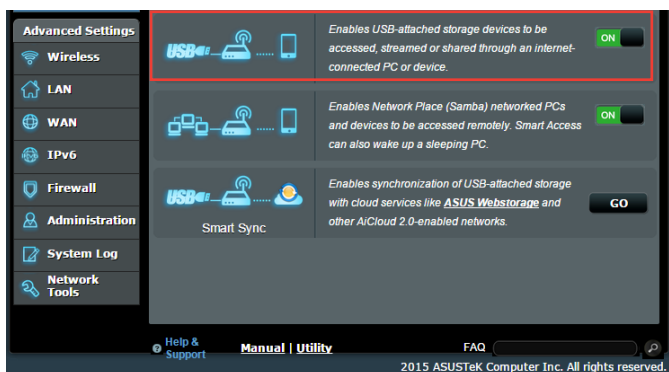 Advanced Settings
Wireless
LAN
WAN
IPv6
Firewall
Administration
System Log
Network
Tools
USB
Enables USB-attached storage devices to be
accessed, streamed or shared through an internet-
connected PC or device.
ON
Enables Network Place (Samba) networked PCs
and devices to be accessed remotely. Smart Access
can also wake up a sleeping PC.
ON
USB
Smart Sync
Enables synchronization of USB-attached storage
with cloud services like ASUS Webstorage and
other AiCloud 2.0-enabled networks.
GO
Help &
Support
Manual | Utility
FAQ
2015 ASUSTeK Computer Inc. All rights reserved.